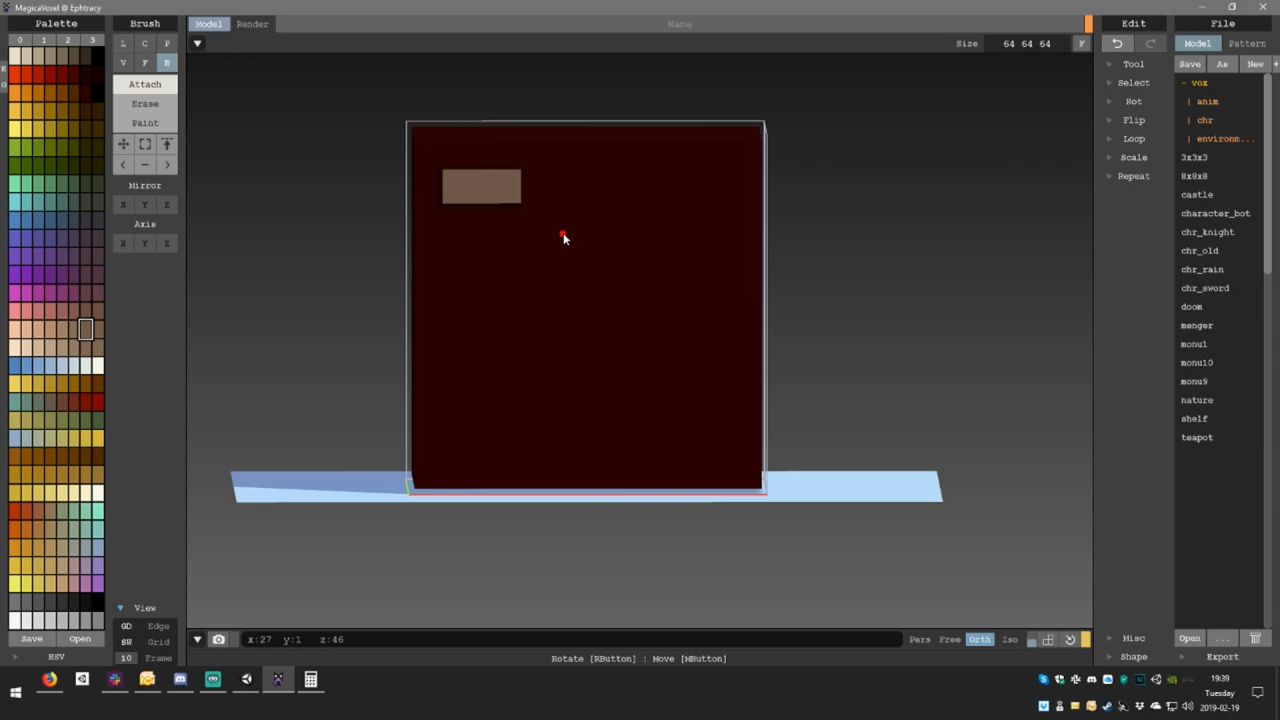 MagicaVoxel @ Ephtracy
Palette
Brush
Model Render
Name
Edit
File
0 1 2 3
L C P
V F B
Size 64 64 64 F
Model Pattern
Save As New +
Attach
Erase
Paint
Mirror
X Y Z
Axis
X Y Z
Tool
Select
Rot
Flip
Loop
Scale
Repeat
- vox
| anim
| chr
| environm...
3x3x3
8x8x8
castle
character_bot
chr_knight
chr_old
chr_rain
chr_sword
doom
menger
monu1
monu10
monu9
nature
shelf
teapot
View
GD Edge
SW Grid
10 Frame
Save Open
HSV
x:27 y:1 z:46
Pers Free Orth Iso
Misc
Shape
Open ...
Export
Rotate [RButton] : Move [MButton]
19:39
Tuesday
2019-02-19